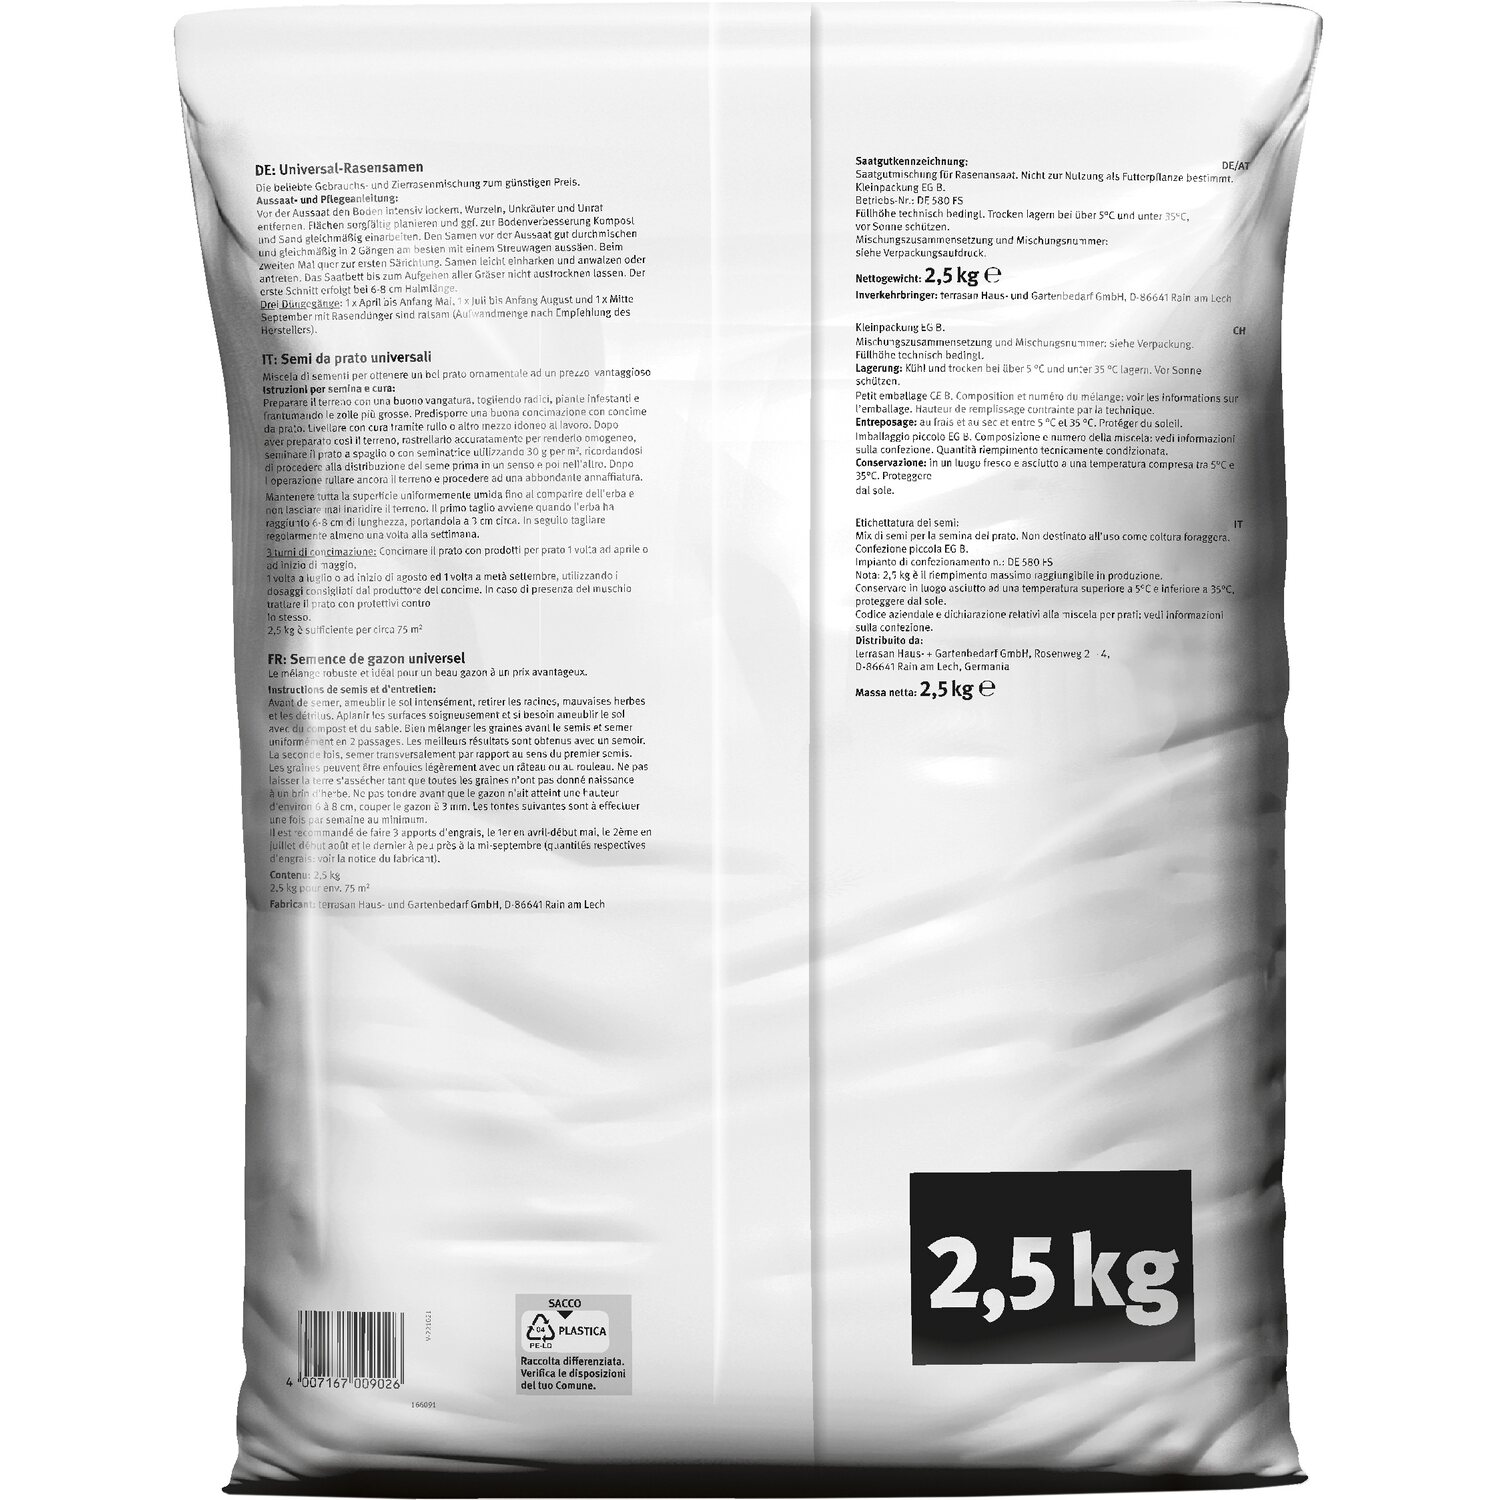 DE: Universal-Rasensamen
Die beliebte Gebrauchs- und Zierrasenmischung zum günstigen Preis.
Aussaat- und Pflegeanleitung:
Vor der Aussaat den Boden intensiv lockern, Wurzeln, Unkräuter und Unrat
entfernen. Flächen sorgfältig planieren und ggf. zur Bodenverbesserung Kompost
und Sand gleichmäßig einarbeiten. Den Samen vor der Aussaat gut durchmischen
und gleichmäßig in 2 Gängen am besten mit einem Streuwagen aussäen. Beim
zweiten Mal quer zur ersten Särichtung. Samen leicht einharken und anwalzen oder
antreten. Das Saatbett bis zum Aufgehen aller Gräser nicht austrocknen lassen. Der
erste Schnitt erfolgt bei 6-8 cm Halmlänge.
Drei Düngegänge: 1 x April bis Anfang Mai, 1 x Juli bis Anfang August und 1 x Mitte
September mit Rasendünger sind ratsam (Aufwandmenge nach Empfehlung des
Herstellers).
IT: Semi da prato universali
Miscela di sementi per ottenere un bel prato ornamentale ad un prezzo vantaggioso
Istruzioni per semina e cura:
Preparare il terreno con una buono vangatura, togliendo radici, piante infestanti e
frantumando le zolle più grosse. Predisporre una buona concimazione con concime
da prato. Livellare con cura tramite rullo o altro mezzo idoneo al lavoro. Dopo
aver preparato così il terreno, rastrellarlo accuratamente per renderlo omogeneo,
seminare il prato a spaglio o con seminatrice utilizzando 30 g per m², ricordandosi
di procedere alla distribuzione del seme prima in un senso e poi nell'altro. Dopo
l operazione rullare ancora il terreno e procedere ad una abbondante annaffiatura.
Mantenere tutta la superficie uniformemente umida fino al comparire dell'erba e
non lasciare mai inaridire il terreno. Il primo taglio avviene quando l'erba ha
raggiunto 6-8 cm di lunghezza, portandola a 3 cm circa. In seguito tagliare
regolarmente almeno una volta alla settimana.
3 turni di concimazione: Concimare il prato con prodotti per prato 1 volta ad aprile o
ad inizio di maggio,
1 volta a luglio o ad inizio di agosto ed 1 volta a metà settembre, utilizzando i
dosaggi consigliati dal produttore del concime. In caso di presenza del muschio
trattare il prato con protettivi contro
lo stesso.
2,5 kg è sufficiente per circa 75 m²
FR: Semence de gazon universel
Le mélange robuste et idéal pour un beau gazon à un prix avantageux.
Instructions de semis et d'entretien:
Avant de semer, ameublir le sol intensément, retirer les racines, mauvaises herbes
et les détritus. Aplanir les surfaces soigneusement et si besoin ameublir le sol
avec du compost et du sable. Bien mélanger les graines avant le semis et semer
uniformément en 2 passages. Les meilleurs résultats sont obtenus avec un semoir.
La seconde fois, semer transversalement par rapport au sens du premier semis.
Les graines peuvent être enfouies légèrement avec un râteau ou au rouleau. Ne pas
laisser la terre s'assécher tant que toutes les graines n'ont pas donné naissance
à un brin d'herbe. Ne pas tondre avant que le gazon n'ait atteint une hauteur
d'environ 6 à 8 cm, couper le gazon à 3 mm. Les tontes suivantes sont à effectuer
une fois par semaine au minimum.
Il est recommandé de faire 3 apports d'engrais, le 1er en avril-début mai, le 2ème en
juillet début août et le dernier à peu près à la mi-septembre (quantités respectives
d'engrais: voir la notice du fabricant).
Contenu: 2,5 kg
2,5 kg pour env. 75 m²
Fabricant: terrasan Haus- und Gartenbedarf GmbH, D-86641 Rain am Lech
Saatgutkennzeichnung:
DE/AT
Saatgutmischung für Rasenansaat. Nicht zur Nutzung als Futterpflanze bestimmt.
Kleinpackung EG B.
Betriebs-Nr.: DE 580 FS
Füllhöhe technisch bedingt. Trocken lagern bei über 5°C und unter 35°C,
vor Sonne schützen.
Mischungszusammensetzung und Mischungsnummer:
siehe Verpackungsaufdruck.
Nettogewicht: 2,5 kg ℮
Inverkehrbringer: terrasan Haus- und Gartenbedarf GmbH, D-86641 Rain am Lech
Kleinpackung EG B.
CH
Mischungszusammensetzung und Mischungsnummer: siehe Verpackung.
Füllhöhe technisch bedingt.
Lagerung: Kühl und trocken bei über 5 °C und unter 35 °C lagern. Vor Sonne
schützen.
Petit emballage CE B. Composition et numéro du mélange: voir les informations sur
l'emballage. Hauteur de remplissage contrainte par la technique.
Entreposage: au frais et au sec et entre 5 °C et 35 °C. Protéger du soleil.
Imballaggio piccolo EG B. Composizione e numero della miscela: vedi informazioni
sulla confezione. Quantità riempimento tecnicamente condizionata.
Conservazione: in un luogo fresco e asciutto a una temperatura compresa tra 5°C e
35°C. Proteggere
dal sole.
Etichettatura dei semi:
IT
Mix di semi per la semina del prato. Non destinato all'uso come coltura foraggera.
Confezione piccola EG B.
Impianto di confezionamento n.: DE 580 FS
Nota: 2,5 kg è il riempimento massimo raggiungibile in produzione.
Conservare in luogo asciutto ad una temperatura superiore a 5°C e inferiore a 35°C,
proteggere dal sole.
Codice aziendale e dichiarazione relativi alla miscela per prati: vedi informazioni
sulla confezione.
Distribuito da:
terrasan Haus- + Gartenbedarf GmbH, Rosenweg 2 - 4,
D-86641 Rain am Lech, Germania
Massa netta: 2,5 kg ℮
2,5 kg
SACCO
04
PE-LD
PLASTICA
Raccolta differenziata.
Verifica le disposizioni
del tuo Comune.
V-221021
4 007167 009026
166091